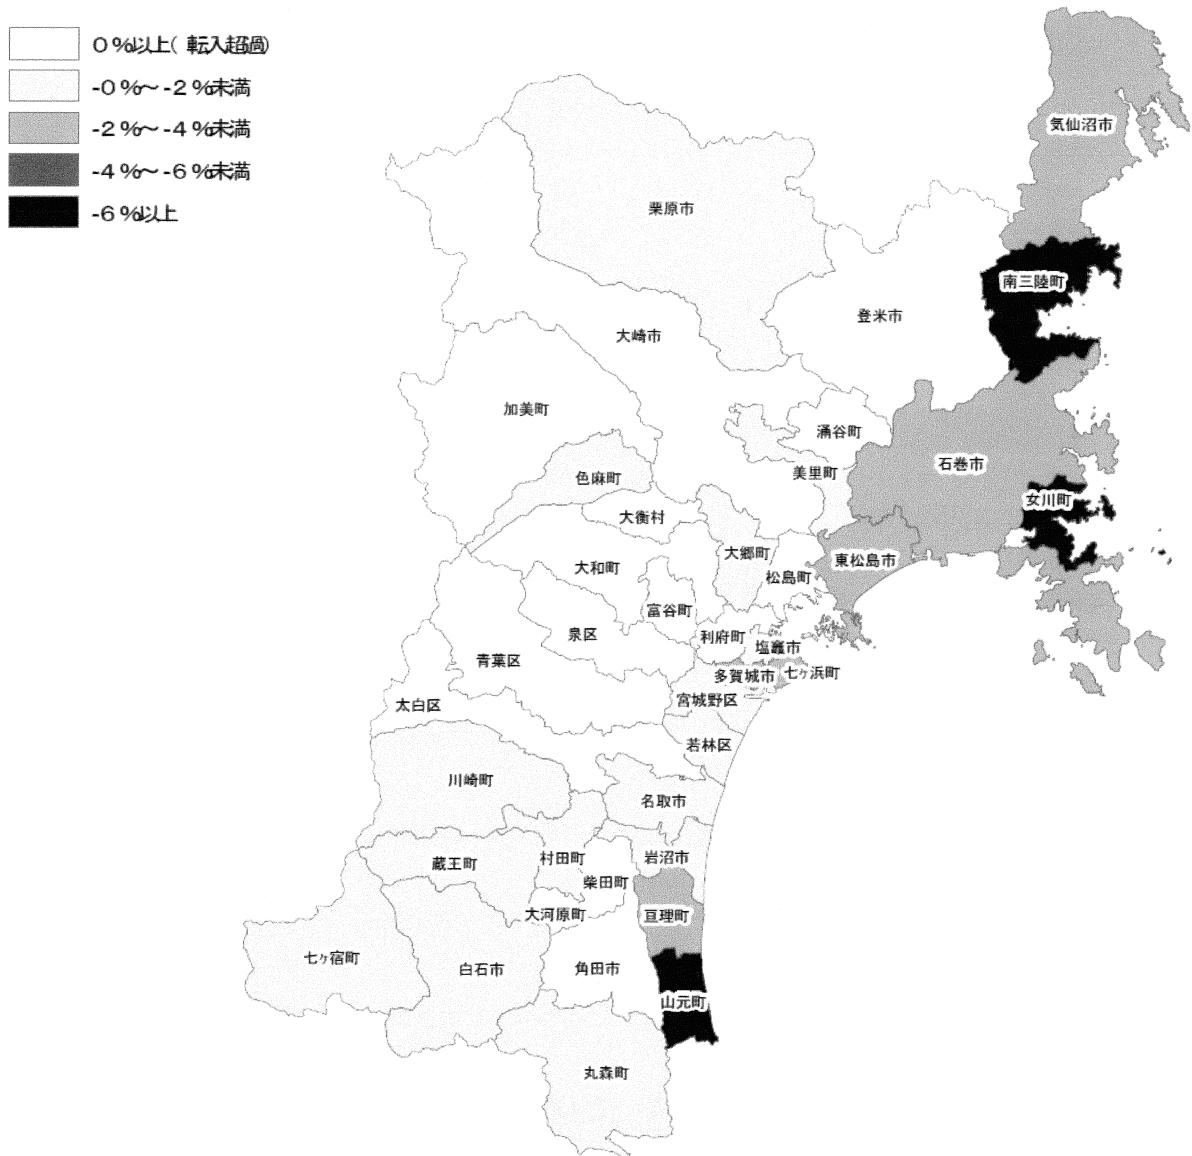 ０%以上( 転入超過)
-０%～-２%未満
-２%～-４%未満
-４%～-６%未満
-６%以上
気仙沼市
栗原市
南三陸町
登米市
大崎市
加美町
涌谷町
石巻市
美里町
色麻町
女川町
大衡村
大郷町
東松島市
大和町
松島町
富谷町
泉区
利府町
塩竈市
青葉区
多賀城市
七ヶ浜町
宮城野区
太白区
若林区
川崎町
名取市
村田町
岩沼市
蔵王町
柴田町
大河原町
亘理町
七ヶ宿町
白石市
角田市
山元町
丸森町